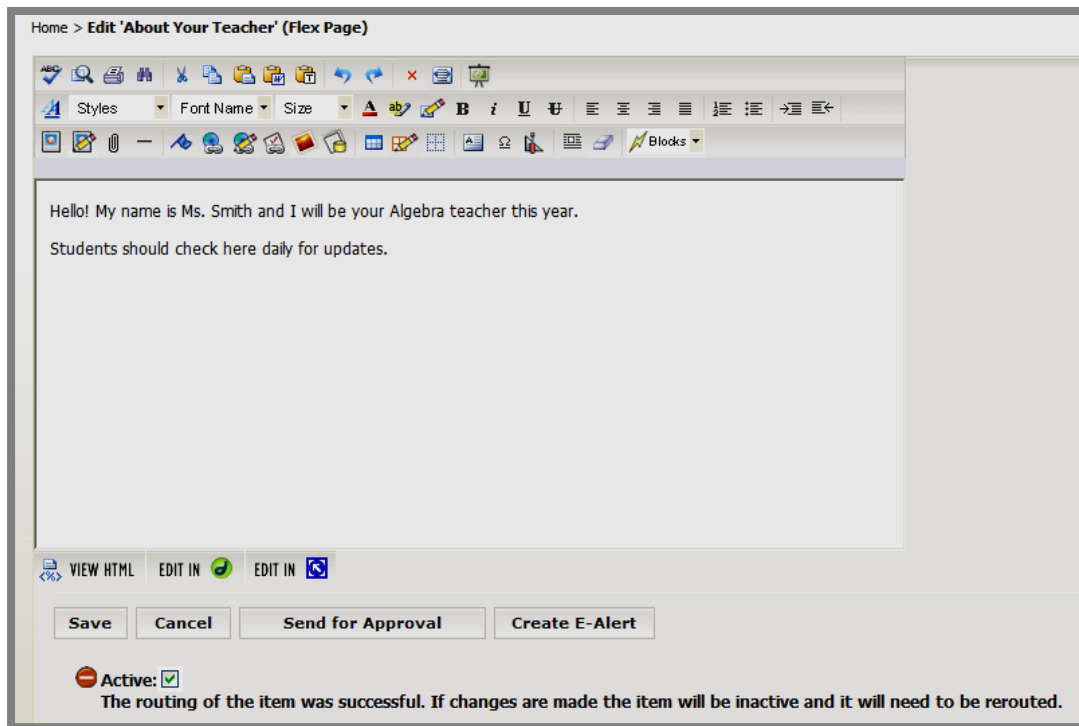 Home > Edit 'About Your Teacher' (Flex Page)
ABC
W T
Styles Font Name Size A ab B i U U
A Ω Blocks
Hello! My name is Ms. Smith and I will be your Algebra teacher this year.
Students should check here daily for updates.
VIEW HTML EDIT IN EDIT IN
Save Cancel Send for Approval Create E-Alert
Active:
The routing of the item was successful. If changes are made the item will be inactive and it will need to be rerouted.